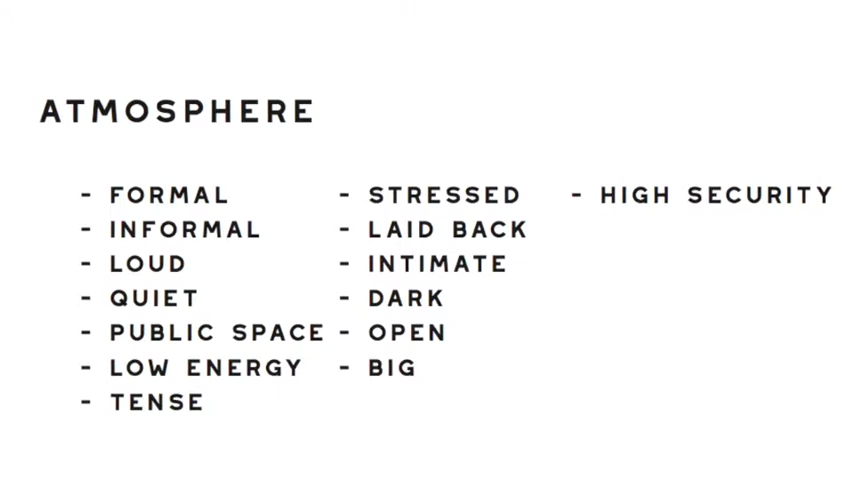 ATMOSPHERE
- FORMAL
- INFORMAL
- LOUD
- QUIET
- PUBLIC SPACE
- LOW ENERGY
- TENSE
- STRESSED
- LAID BACK
- INTIMATE
- DARK
- OPEN
- BIG
- HIGH SECURITY